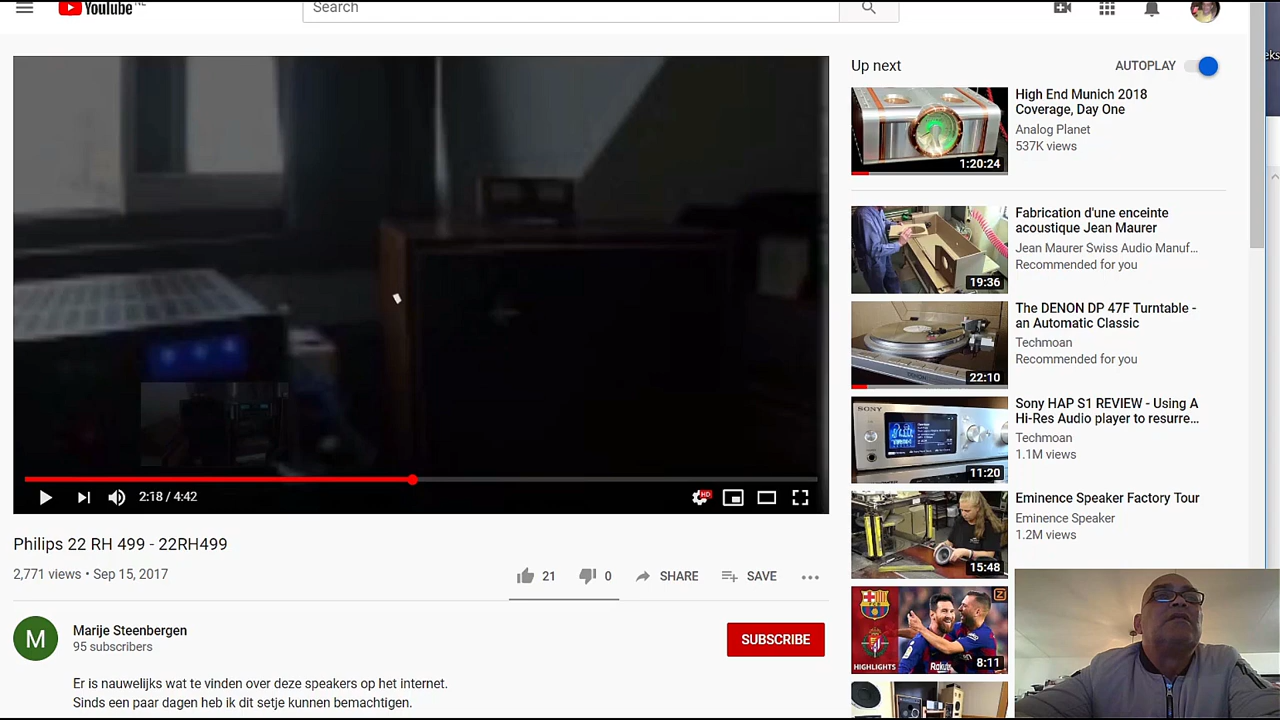 YouTube NL
Search
Up next
AUTOPLAY
High End Munich 2018
Coverage, Day One
Analog Planet
537K views
1:20:24
Fabrication d'une enceinte
acoustique Jean Maurer
Jean Maurer Swiss Audio Manuf...
Recommended for you
19:36
The DENON DP 47F Turntable -
an Automatic Classic
Techmoan
Recommended for you
22:10
SONY
Sony HAP S1 REVIEW - Using A
Hi-Res Audio player to resurre...
Techmoan
1.1M views
11:20
Eminence Speaker Factory Tour
Eminence Speaker
1.2M views
15:48
FCB
HIGHLIGHTS
Rakuten
Z
8:11
2:18 / 4:42
HD
Philips 22 RH 499 - 22RH499
2,771 views • Sep 15, 2017
21
0
SHARE
SAVE
M
Marije Steenbergen
95 subscribers
SUBSCRIBE
Er is nauwelijks wat te vinden over deze speakers op het internet.
Sinds een paar dagen heb ik dit setje kunnen bemachtigen.